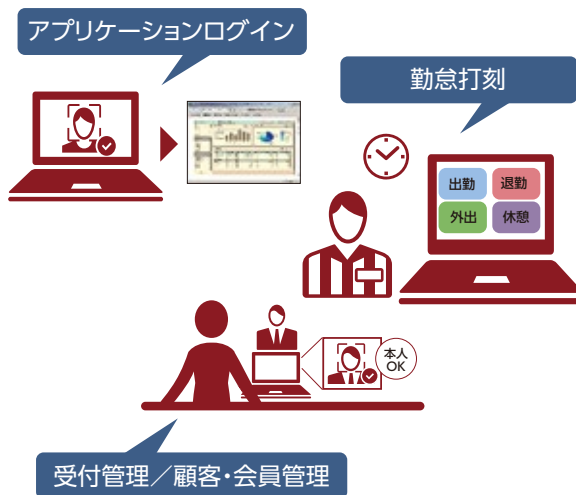 アプリケーションログイン
勤怠打刻
出勤
退勤
外出
休憩
本人
OK
受付管理／顧客・会員管理